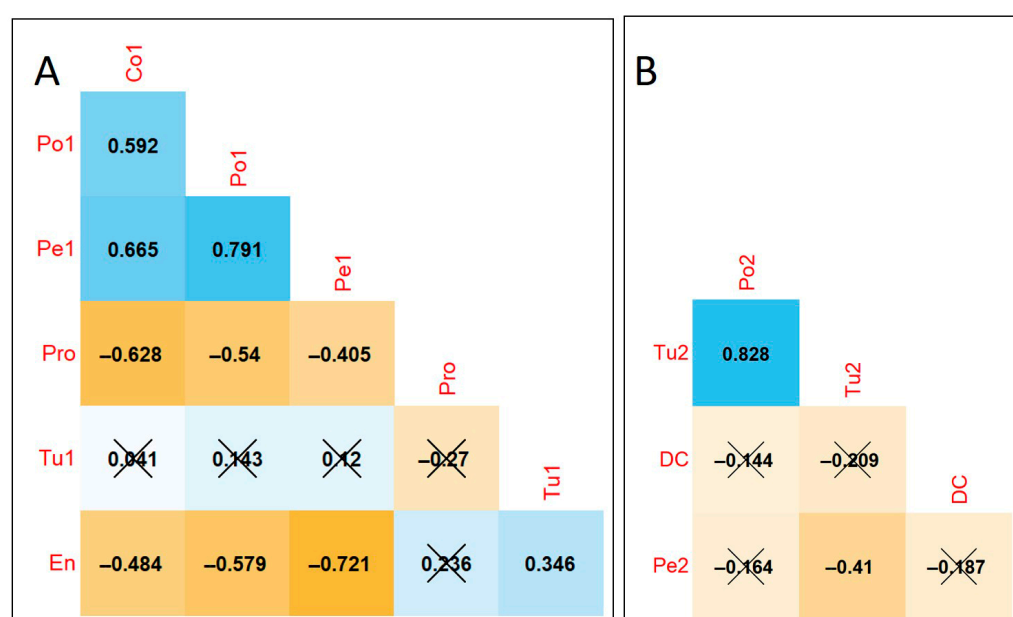 A
Co1
Po1 0.592
Po1
Pe1 0.665 0.791
Pe1
Pro –0.628 –0.54 –0.405
Pro
Tu1 0.041 0.143 0.12 –0.27
Tu1
En –0.484 –0.579 –0.721 0.236 0.346
B
Po2
Tu2 0.828
Tu2
DC –0.144 –0.209
DC
Pe2 –0.164 –0.41 –0.187